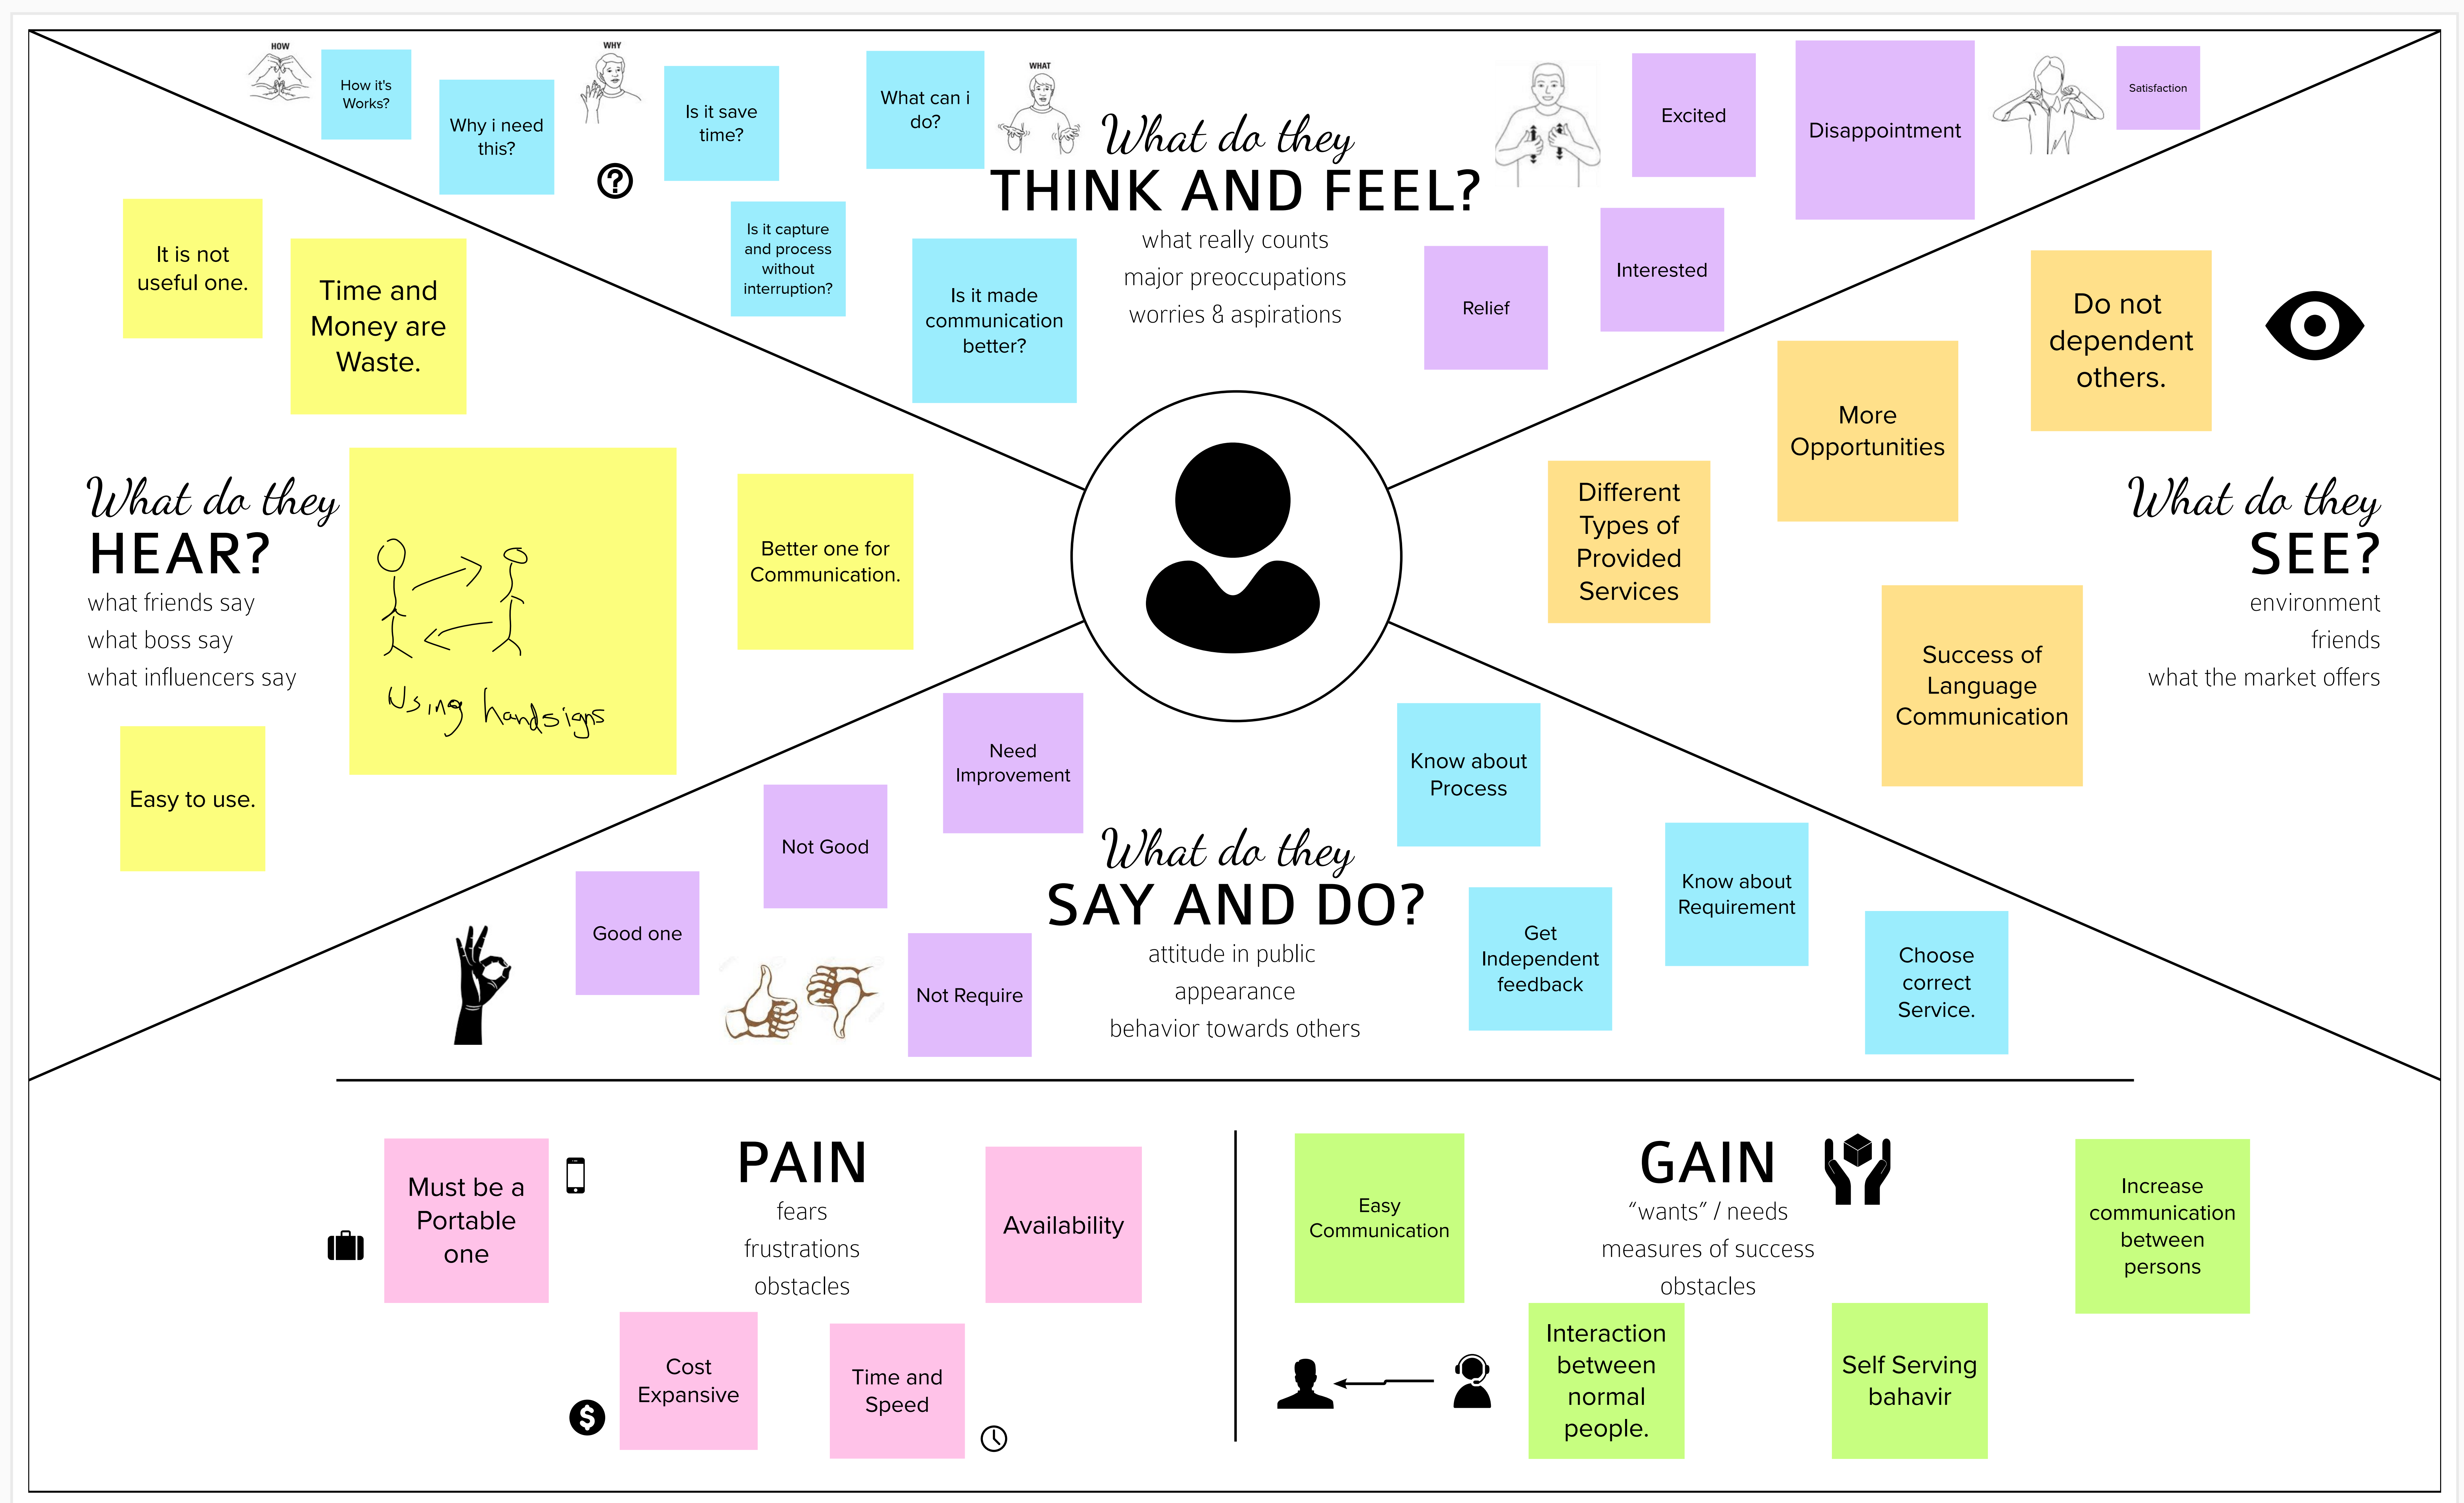 HOW
How it's
Works?
Why i need
this?
WHY
Is it save
time?
What can i
do?
WHAT
Is it capture
and process
without
interruption?
Is it made
communication
better?
What do they
THINK AND FEEL?
what really counts
major preoccupations
worries & aspirations
Excited
Disappointment
Satisfaction
Interested
Relief
It is not
useful one.
Time and
Money are
Waste.
What do they
HEAR?
what friends say
what boss say
what influencers say
Using handsigns
Better one for
Communication.
Easy to use.
Do not
dependent
others.
More
Opportunities
Different
Types of
Provided
Services
What do they
SEE?
environment
friends
what the market offers
Success of
Language
Communication
Need
Improvement
Not Good
Good one
Not Require
What do they
SAY AND DO?
attitude in public
appearance
behavior towards others
Know about
Process
Know about
Requirement
Get
Independent
feedback
Choose
correct
Service.
Must be a
Portable
one
PAIN
fears
frustrations
obstacles
Availability
Cost
Expansive
Time and
Speed
Easy
Communication
GAIN
“wants” / needs
measures of success
obstacles
Increase
communication
between
persons
Interaction
between
normal
people.
Self Serving
bahavir